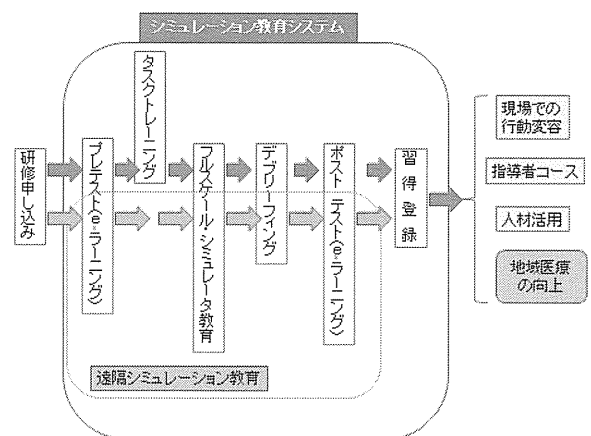 シミュレーション教育システム
研修申し込み
プレテスト(eラーニング)
タスクトレーニング
フルスケール・シミュレータ教育
デブリーフィング
ポストテスト(eラーニング)
習得登録
現場での
行動変容
指導者コース
人材活用
地域医療
の向上
遠隔シミュレーション教育